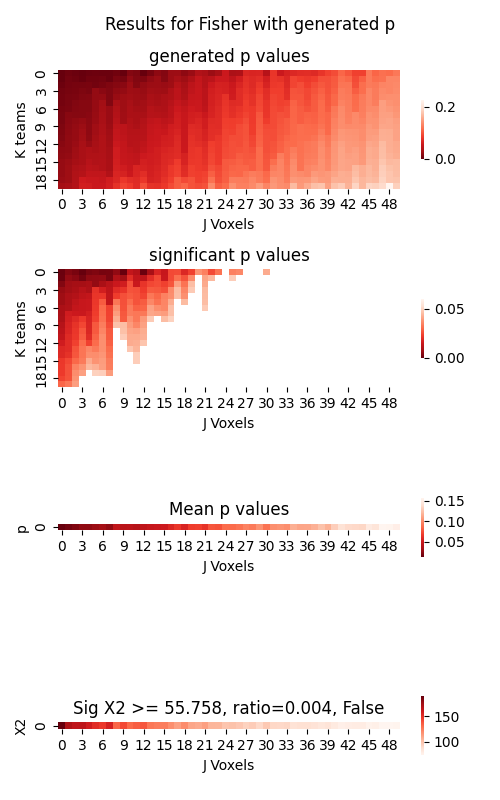 Results for Fisher with generated p
generated p values
K teams
0
3
6
9
12
15
18
0 3 6 9 12 15 18 21 24 27 30 33 36 39 42 45 48
J Voxels
0.2
0.0
significant p values
K teams
0
3
6
9
12
15
18
0 3 6 9 12 15 18 21 24 27 30 33 36 39 42 45 48
J Voxels
0.05
0.00
Mean p values
p
0
0 3 6 9 12 15 18 21 24 27 30 33 36 39 42 45 48
J Voxels
0.15
0.10
0.05
Sig X2 >= 55.758, ratio=0.004, False
X2
0
0 3 6 9 12 15 18 21 24 27 30 33 36 39 42 45 48
J Voxels
150
100